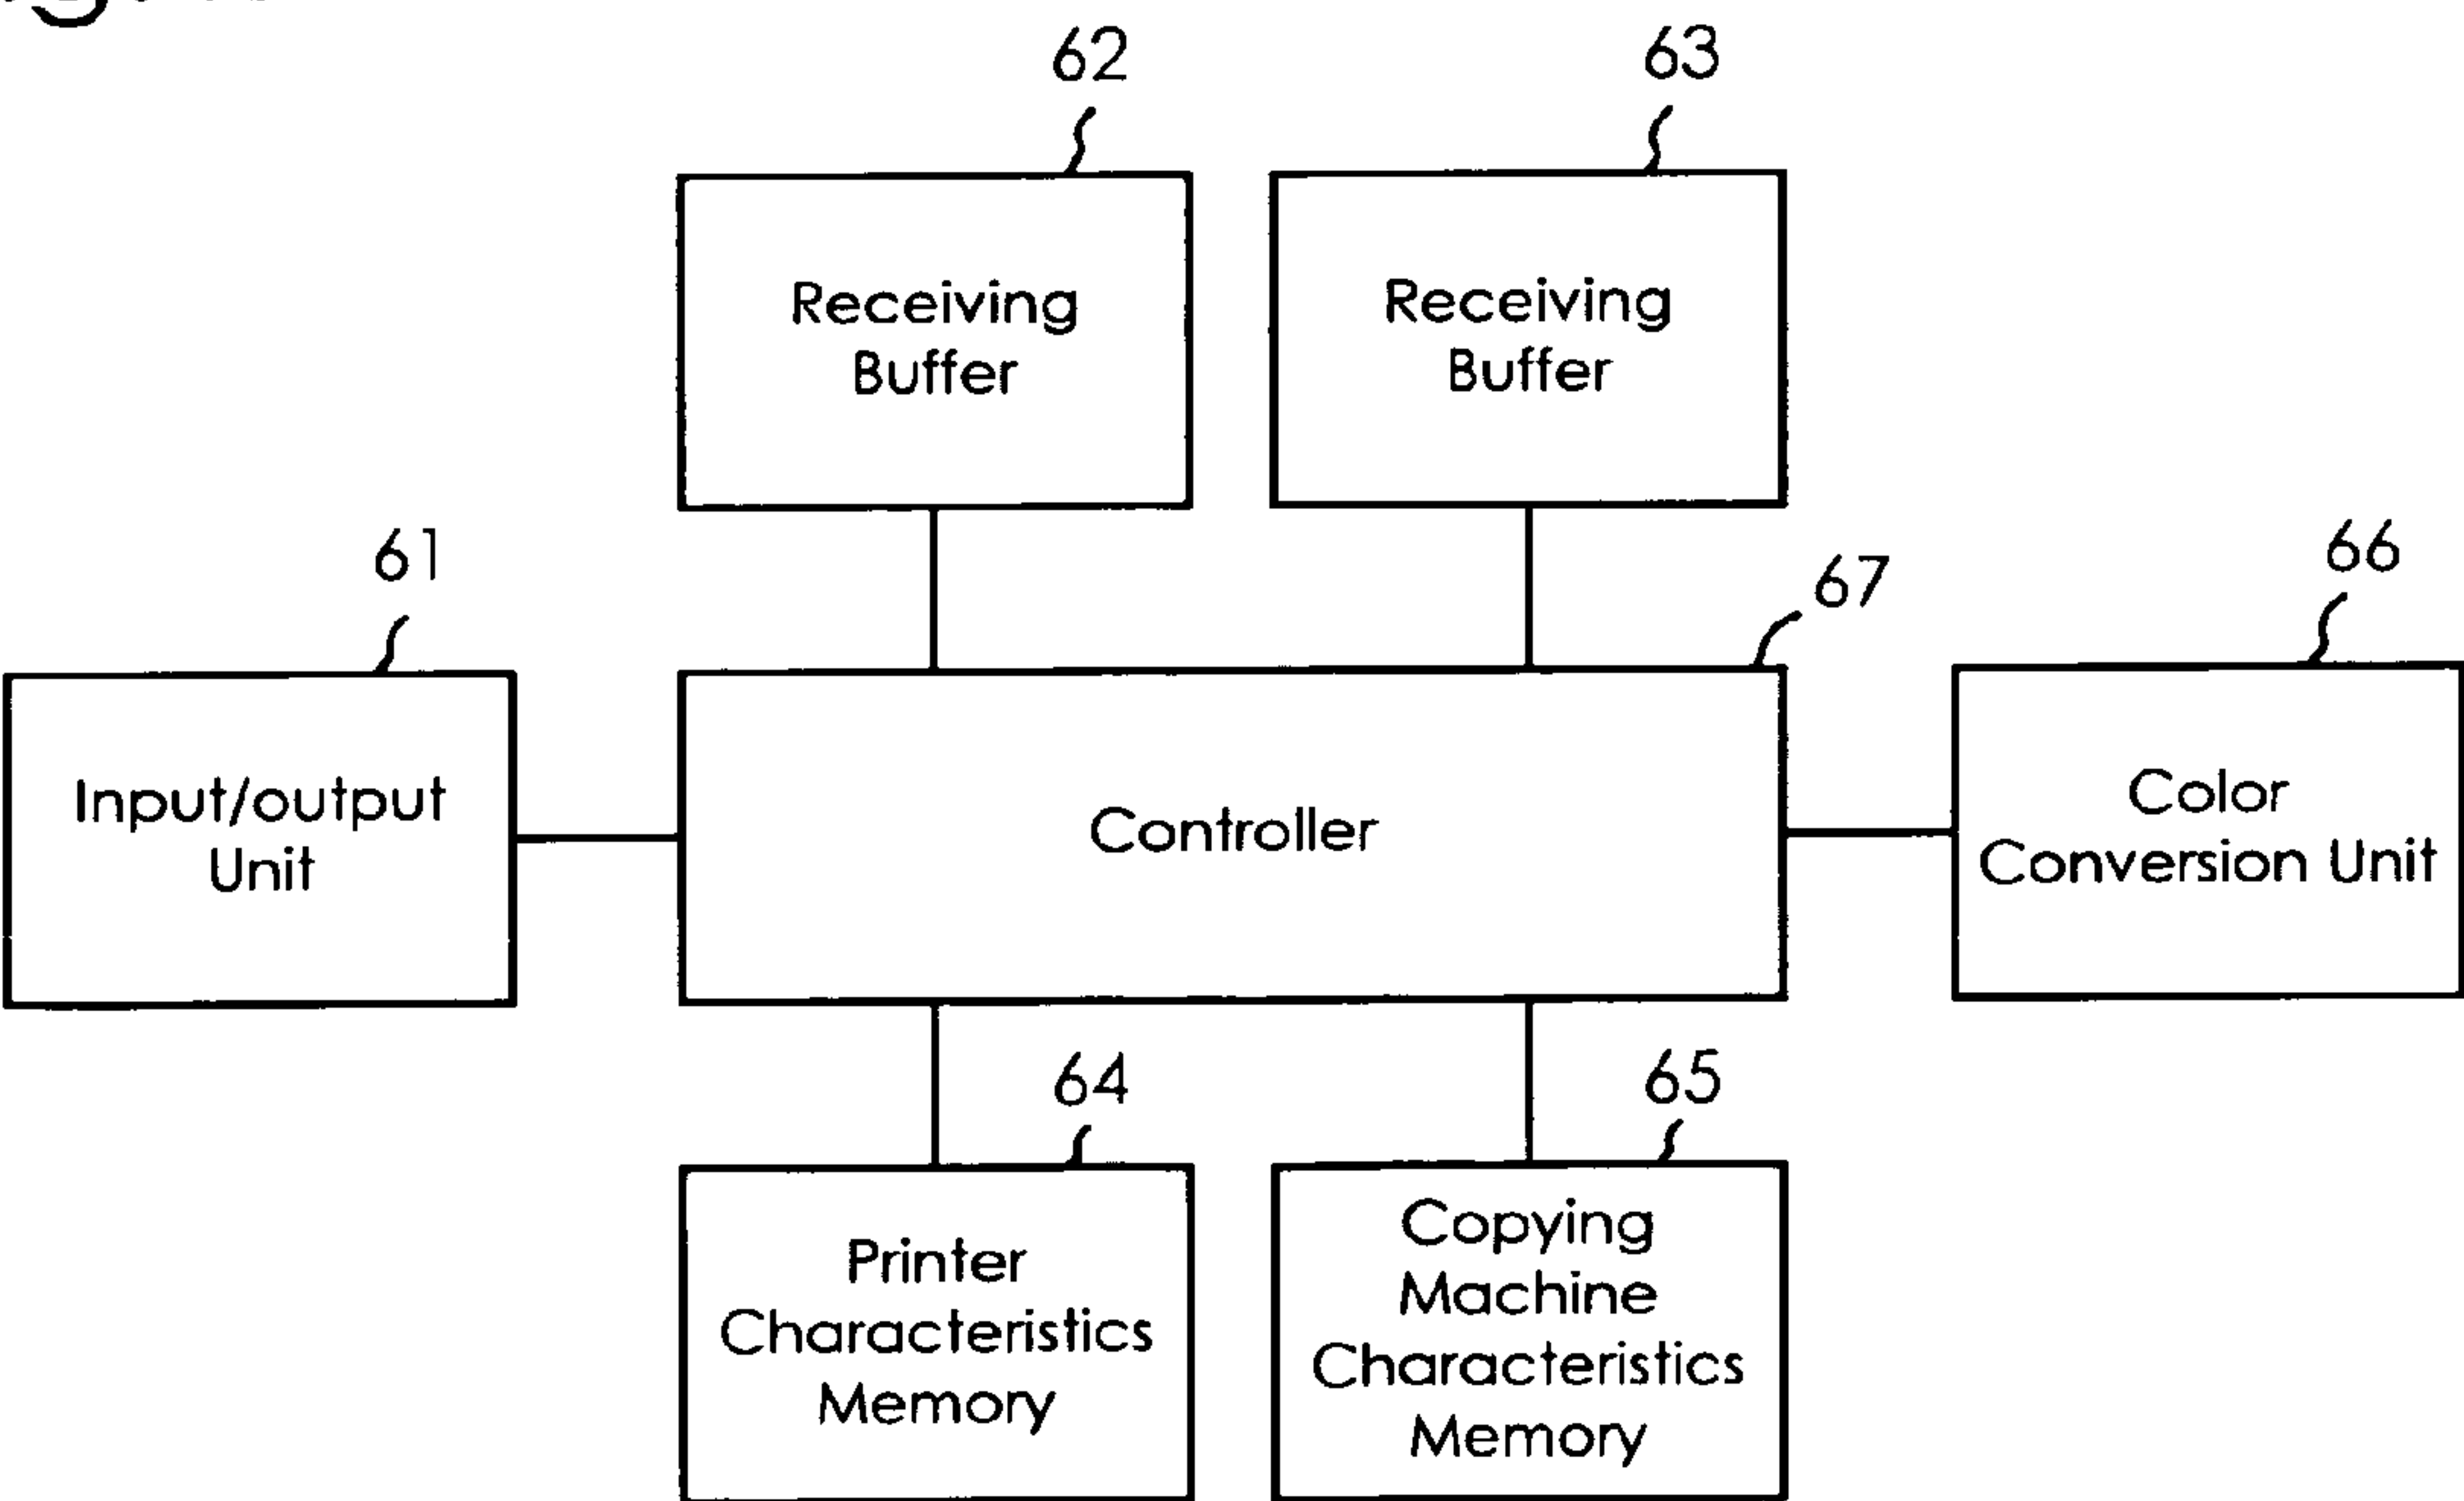 62
63
Receiving
Buffer
Receiving
Buffer
61
67
66
Input/output
Unit
Controller
Color
Conversion Unit
64
65
Printer
Characteristics
Memory
Copying
Machine
Characteristics
Memory